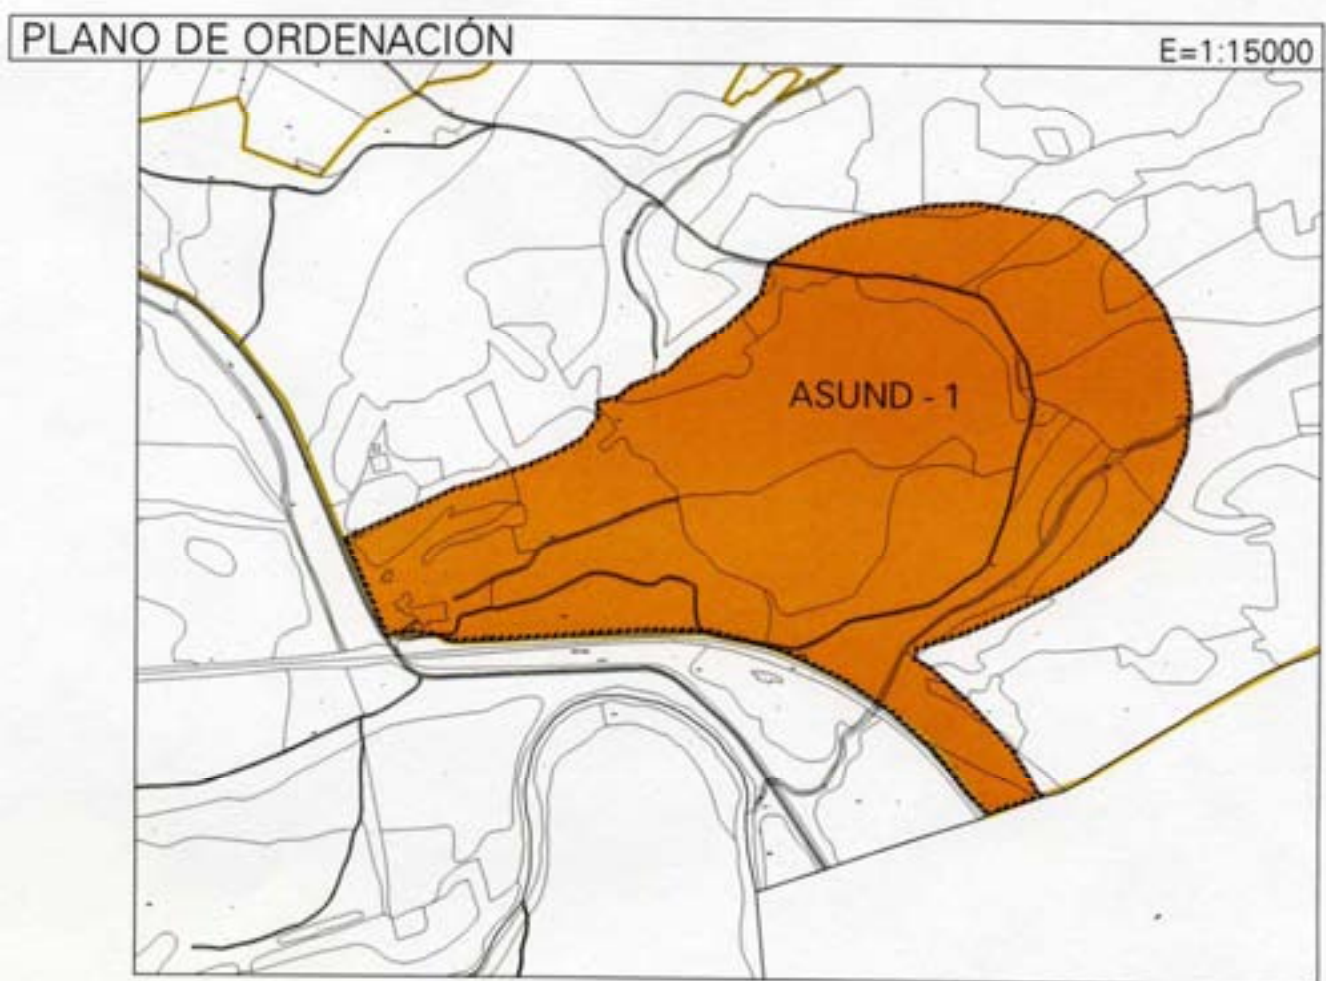 PLANO DE ORDENACIÓN
E=1:15000
ASUND - 1